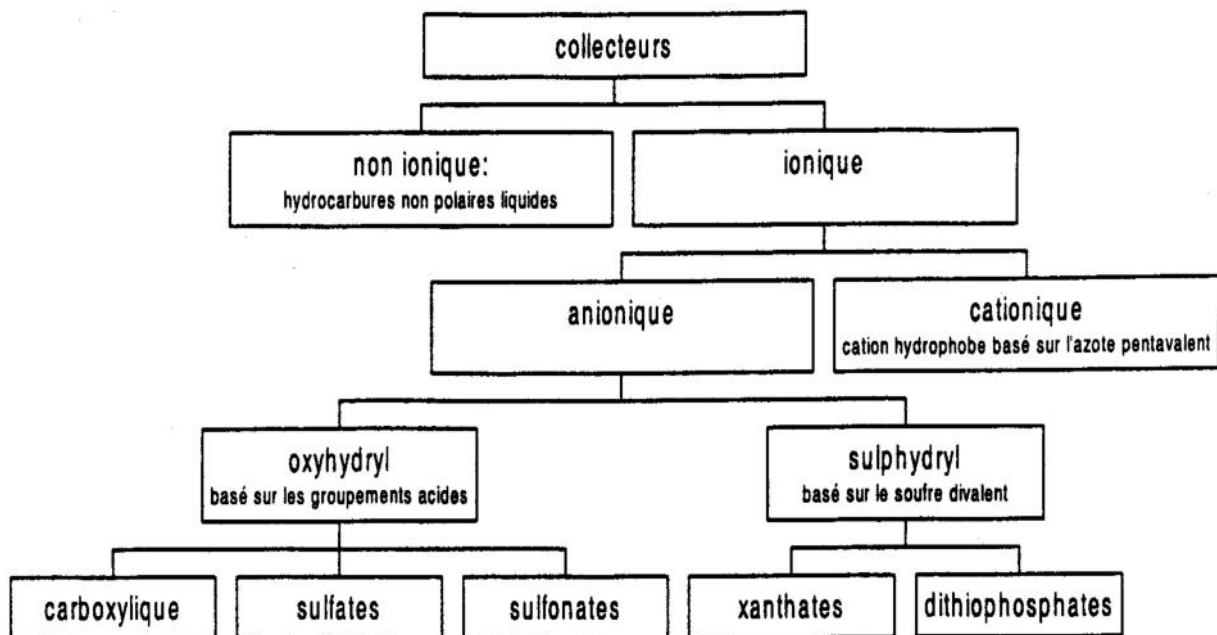 collecteurs
non ionique:
hydrocarbures non polaires liquides
ionique
anionique
cationique
cation hydrophobe basé sur l'azote pentavalent
oxyhydryl
basé sur les groupements acides
sulphydryl
basé sur le soufre divalent
carboxylique
sulfates
sulfonates
xanthates
dithiophosphates